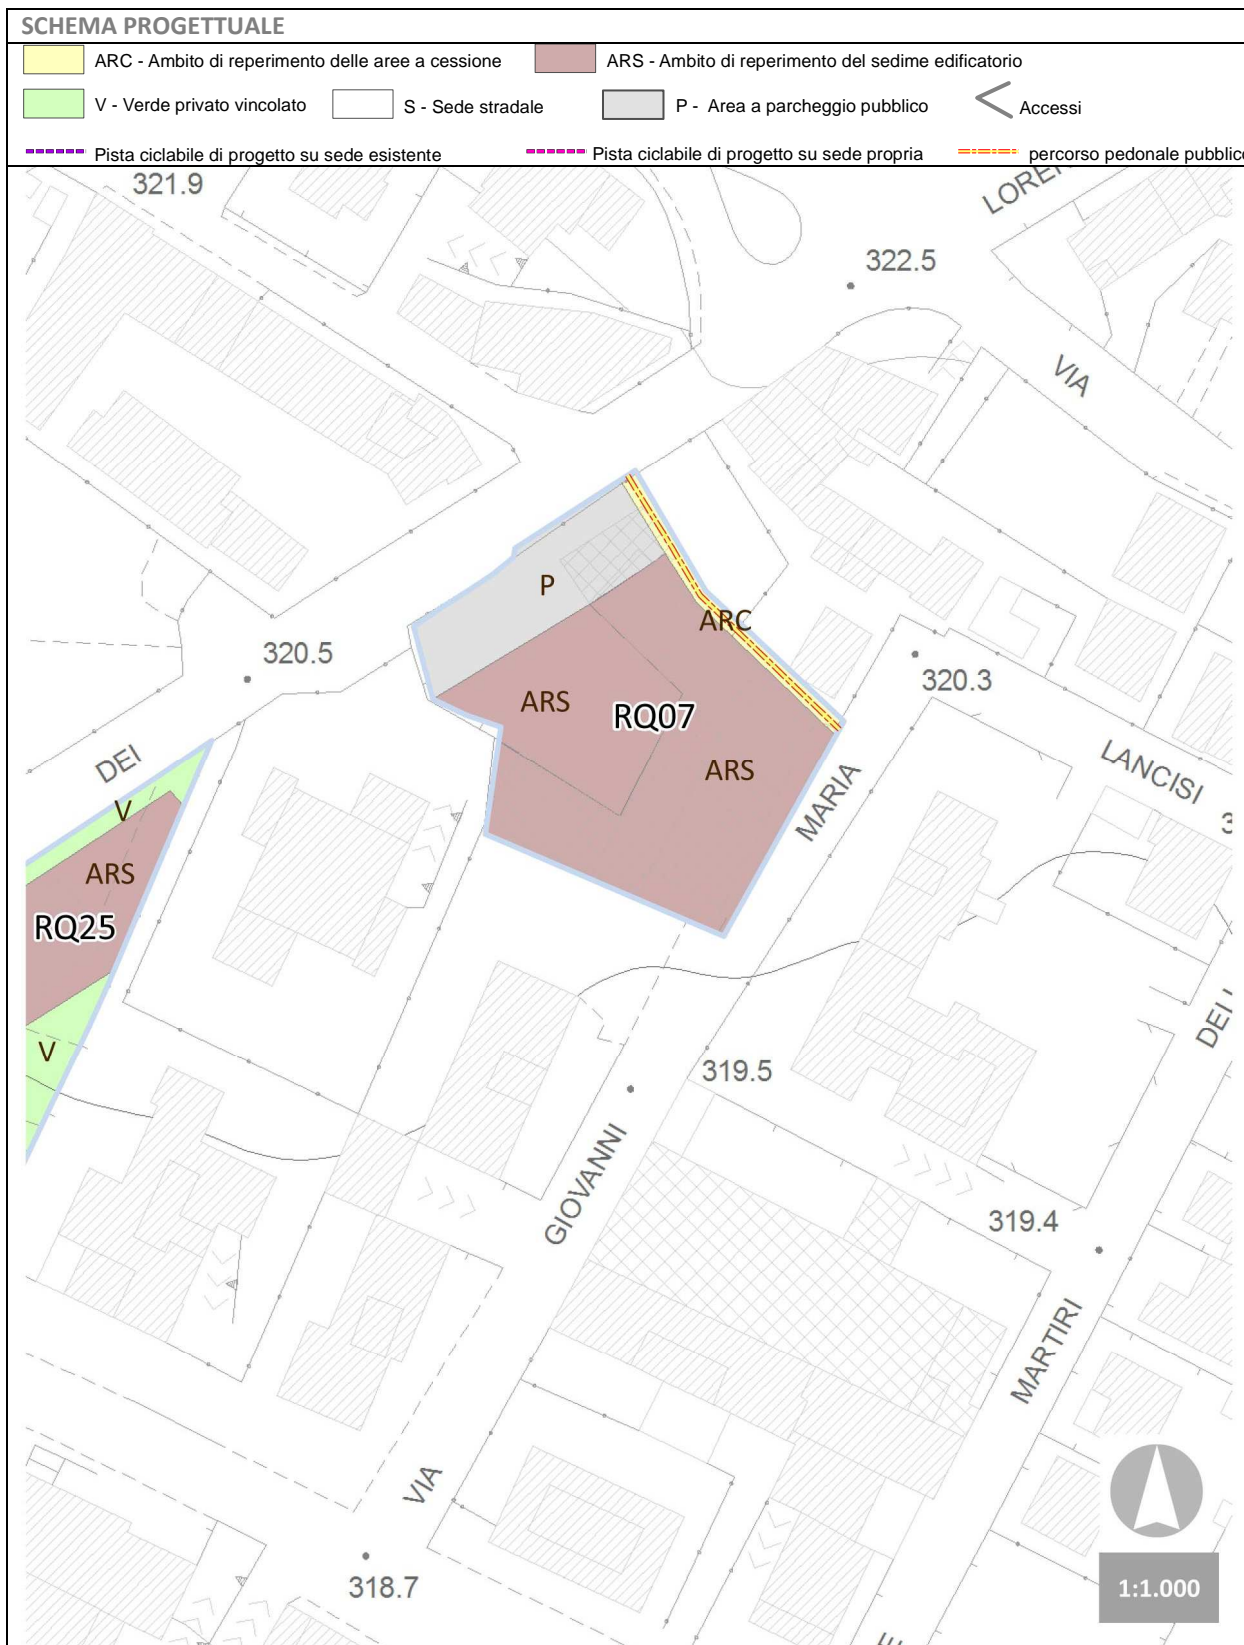 SCHEMA PROGETTUALE
ARC - Ambito di reperimento delle aree a cessione
ARS - Ambito di reperimento del sedime edificatorio
V - Verde privato vincolato
S - Sede stradale
P - Area a parcheggio pubblico
Accessi
Pista ciclabile di progetto su sede esistente
Pista ciclabile di progetto su sede propria
percorso pedonale pubblico
321.9
322.5
VIA
P
ARC
320.5
320.3
ARS
RQ07
ARS
DEI
MARIA
LANCISI
V
ARS
RQ25
V
DEI
319.5
GIOVANNI
319.4
MARTIRI
VIA
318.7
1:1.000